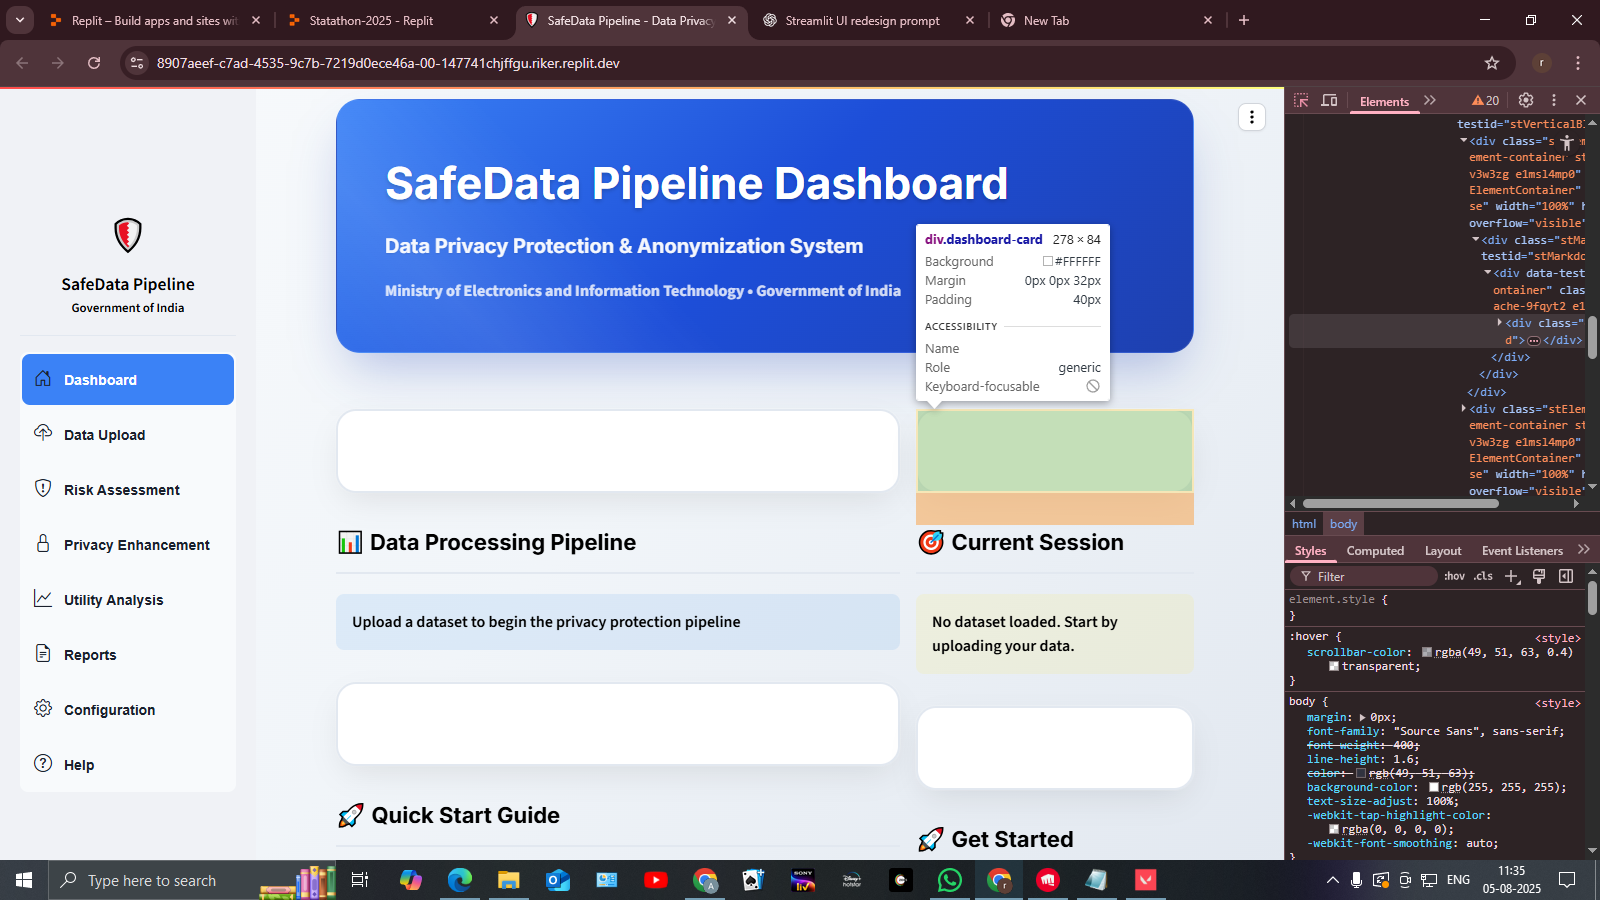 Replit – Build apps and sites wit
Statathon-2025 - Replit
SafeData Pipeline - Data Privacy
Streamlit UI redesign prompt
New Tab
8907aeef-c7ad-4535-9c7b-7219d0ece46a-00-147741chjffgu.riker.replit.dev
r
SafeData Pipeline
Government of India
Dashboard
Data Upload
Risk Assessment
Privacy Enhancement
Utility Analysis
Reports
Configuration
Help
SafeData Pipeline Dashboard
Data Privacy Protection & Anonymization System
Ministry of Electronics and Information Technology • Government of India
div.dashboard-card 278 × 84
Background #FFFFFF
Margin 0px 0px 32px
Padding 40px
ACCESSIBILITY
Name
Role generic
Keyboard-focusable
📊 Data Processing Pipeline
Upload a dataset to begin the privacy protection pipeline
🚀 Quick Start Guide
🎯 Current Session
No dataset loaded. Start by
uploading your data.
🚀 Get Started
Elements
20
testid="stVerticalBl
<div class="s
ement-container st
v3w3zg e1msl4mp0"
ElementContainer"
se" width="100%" h
overflow="visible"
<div class="stMa
testid="stMarkdo
<div data-test
ontainer" clas
ache-9fqyt2 e1
<div class="
d"> </div>
</div>
</div>
</div>
<div class="stElem
ement-container st
v3w3zg e1msl4mp0"
ElementContainer"
se" width="100%" h
overflow="visible"
html body
Styles Computed Layout Event Listeners
Filter :hov .cls
element.style {
}
:hover { <style>
scrollbar-color: rgba(49, 51, 63, 0.4)
transparent;
}
body { <style>
margin: 0px;
font-family: "Source Sans", sans-serif;
font-weight: 400;
line-height: 1.6;
color: rgb(49, 51, 63);
background-color: rgb(255, 255, 255);
text-size-adjust: 100%;
-webkit-tap-highlight-color:
rgba(0, 0, 0, 0);
-webkit-font-smoothing: auto;
}
Type here to search
ENG
11:35
05-08-2025